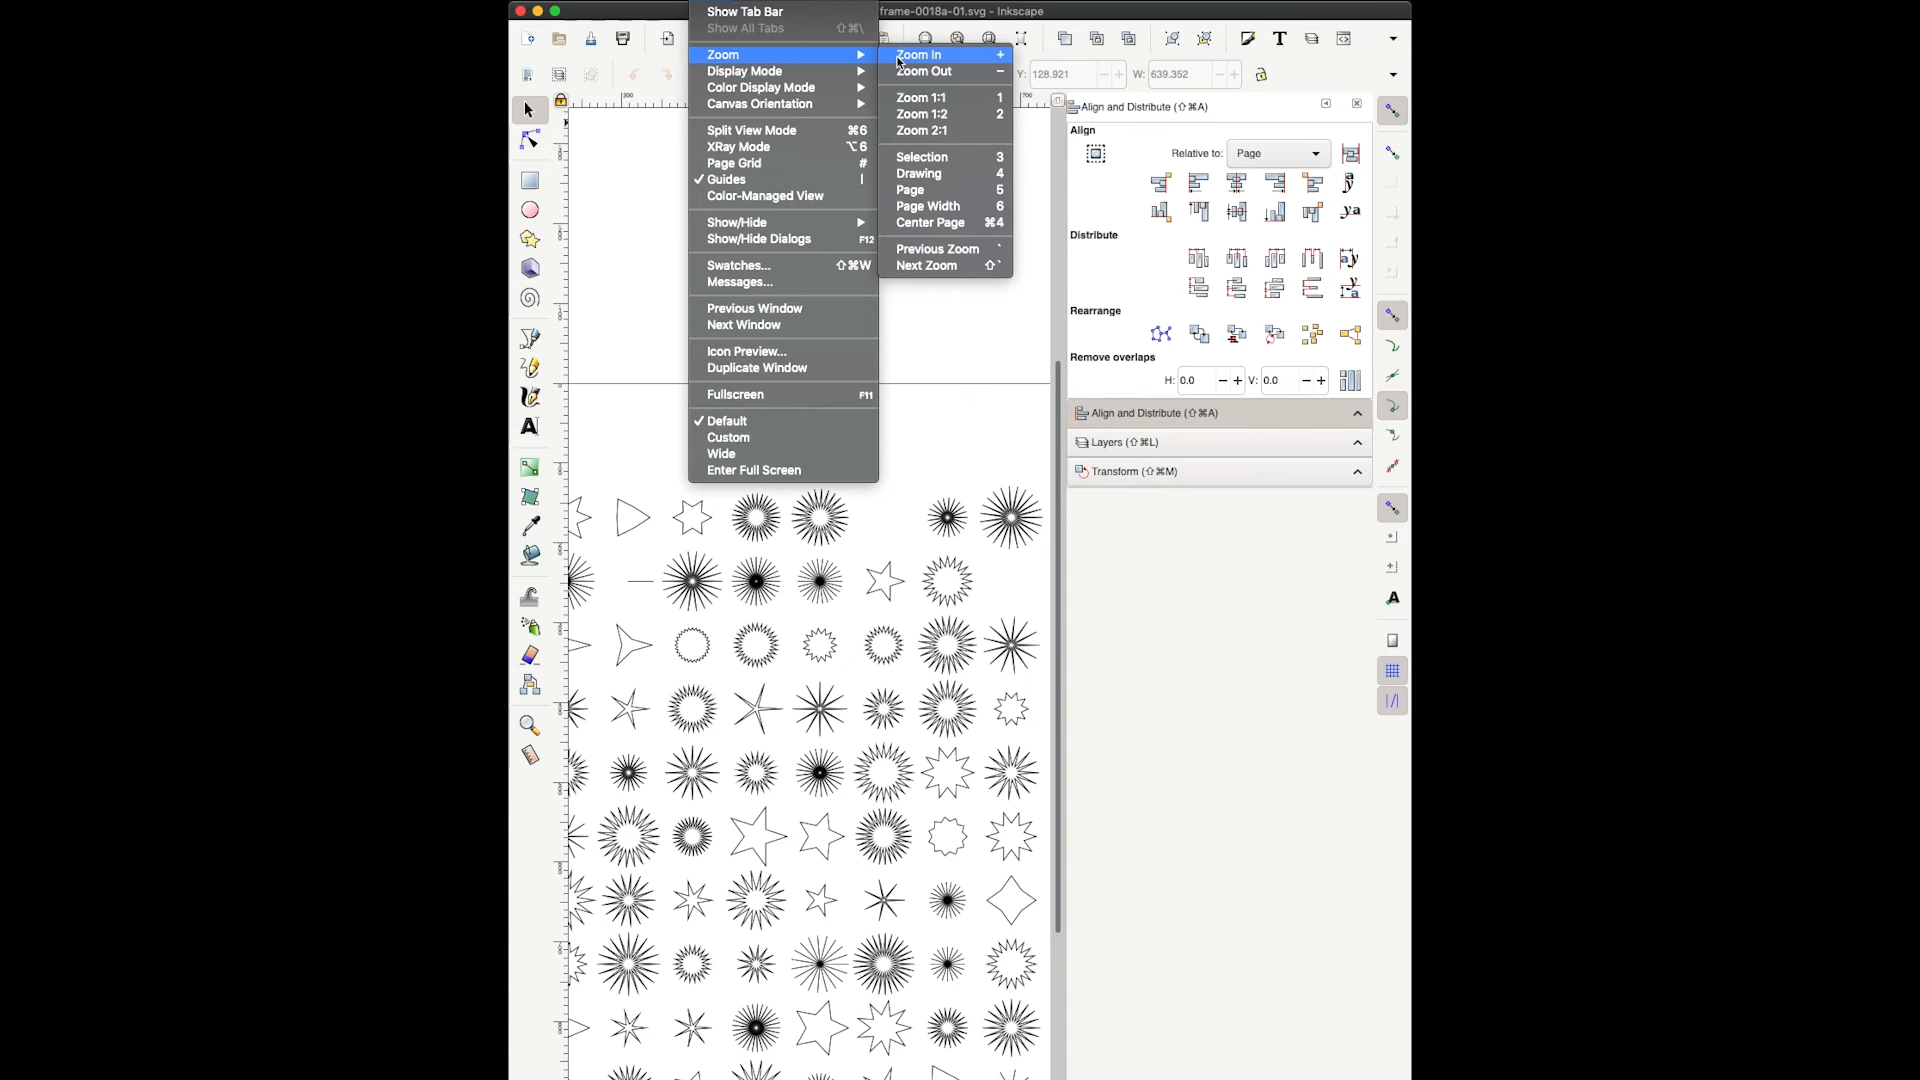 frame-0018a-01.svg - Inkscape
Show Tab Bar
Show All Tabs ⇧⌘\
Zoom
Display Mode
Color Display Mode
Canvas Orientation
Split View Mode ⌘6
XRay Mode ⌥6
Page Grid #
✓ Guides |
Color-Managed View
Show/Hide
Show/Hide Dialogs F12
Swatches... ⇧⌘W
Messages...
Previous Window
Next Window
Icon Preview...
Duplicate Window
Fullscreen F11
✓ Default
Custom
Wide
Enter Full Screen
Zoom In +
Zoom Out −
Zoom 1:1 1
Zoom 1:2 2
Zoom 2:1
Selection 3
Drawing 4
Page 5
Page Width 6
Center Page ⌘4
Previous Zoom `
Next Zoom ⇧`
Y: 128.921 W: 639.352
Align and Distribute (⇧⌘A)
Align
Relative to: Page
Distribute
Rearrange
Remove overlaps
H: 0.0 V: 0.0
Align and Distribute (⇧⌘A)
Layers (⇧⌘L)
Transform (⇧⌘M)